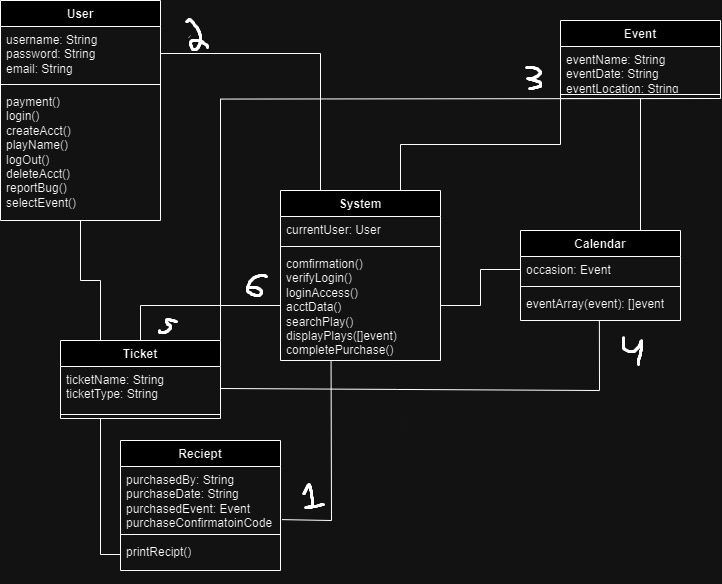 User
username: String
password: String
email: String
payment()
login()
createAcct()
playName()
logOut()
deleteAcct()
reportBug()
selectEvent()
2
Event
eventName: String
eventDate: String
eventLocation: String
3
System
currentUser: User
comfirmation()
verifyLogin()
loginAccess()
acctData()
searchPlay()
displayPlays([]event)
completePurchase()
Calendar
occasion: Event
eventArray(event): []event
6
5
4
Ticket
ticketName: String
ticketType: String
Reciept
purchasedBy: String
purchaseDate: String
purchasedEvent: Event
purchaseConfirmatoinCode
printRecipt()
1